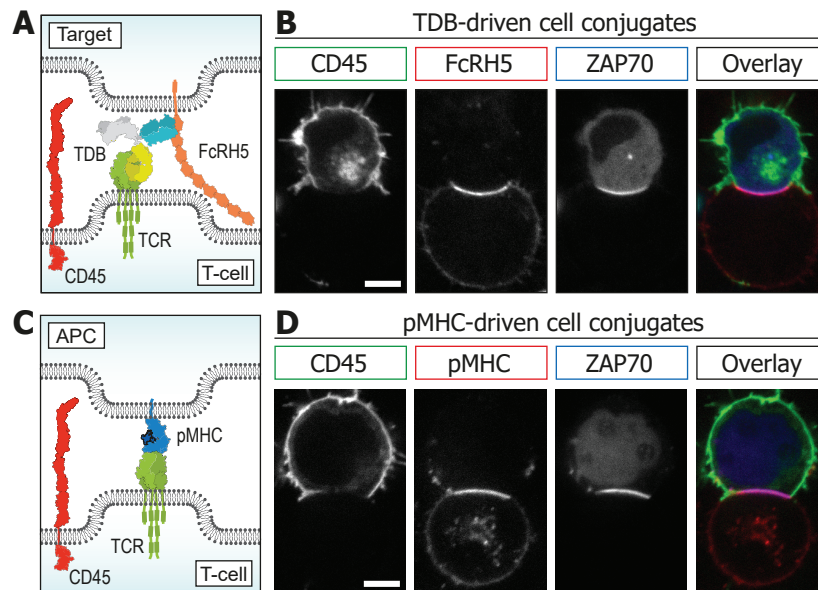 A
Target
TDB
FcRH5
TCR
CD45
T-cell
B
TDB-driven cell conjugates
CD45
FcRH5
ZAP70
Overlay
C
APC
pMHC
TCR
CD45
T-cell
D
pMHC-driven cell conjugates
CD45
pMHC
ZAP70
Overlay